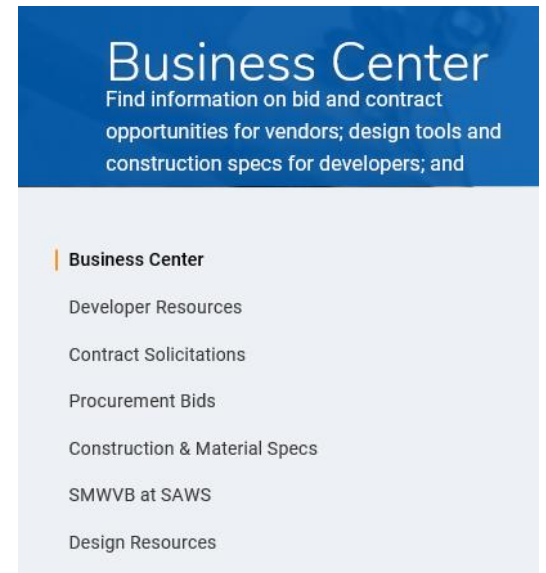 Business Center
Find information on bid and contract
opportunities for vendors; design tools and
construction specs for developers; and
Business Center
Developer Resources
Contract Solicitations
Procurement Bids
Construction & Material Specs
SMWVB at SAWS
Design Resources